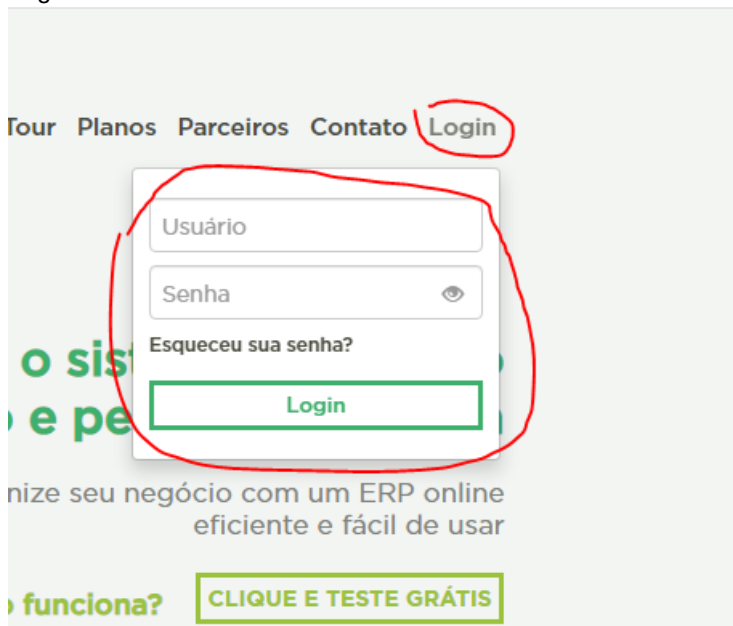 Tour Planos Parceiros Contato Login
Usuário
Senha
Esqueceu sua senha?
Login
o
e
seu negócio com um ERP online
eficiente e fácil de usar
funciona?
CLIQUE E TESTE GRÁTIS